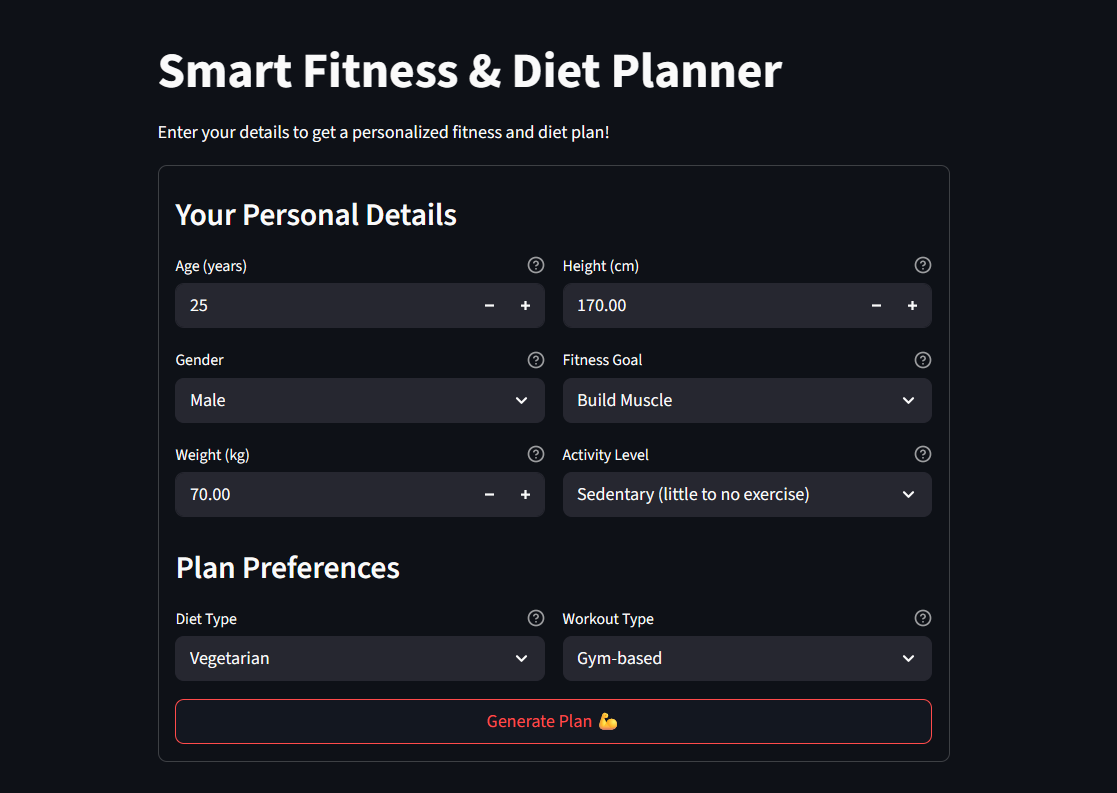 Smart Fitness & Diet Planner
Enter your details to get a personalized fitness and diet plan!
Your Personal Details
Age (years)
25
Height (cm)
170.00
Gender
Male
Fitness Goal
Build Muscle
Weight (kg)
70.00
Activity Level
Sedentary (little to no exercise)
Plan Preferences
Diet Type
Vegetarian
Workout Type
Gym-based
Generate Plan 💪